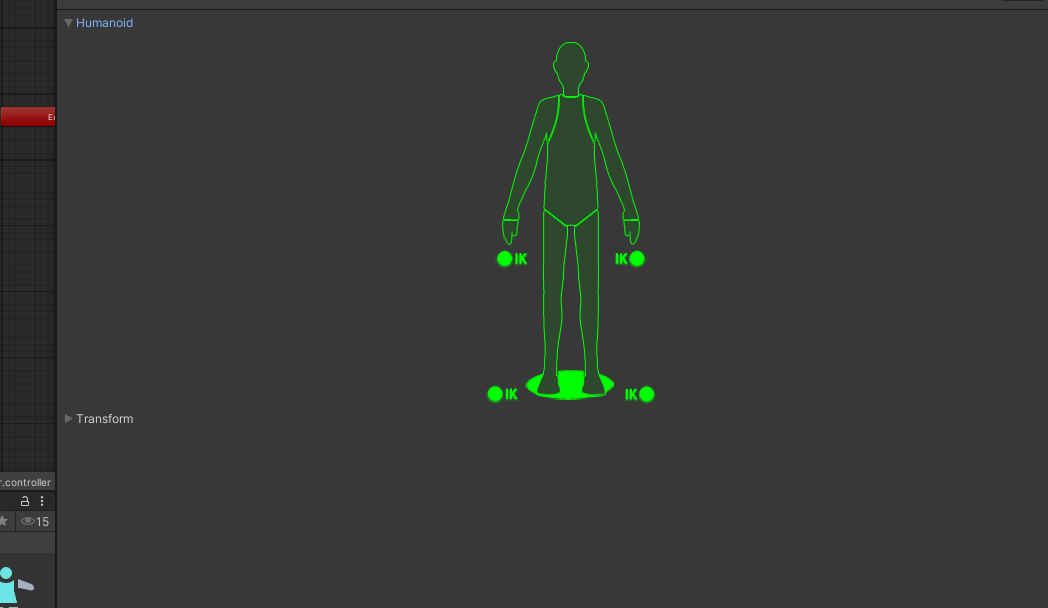 Humanoid
IK
IK
IK
IK
Transform
r.controller
15